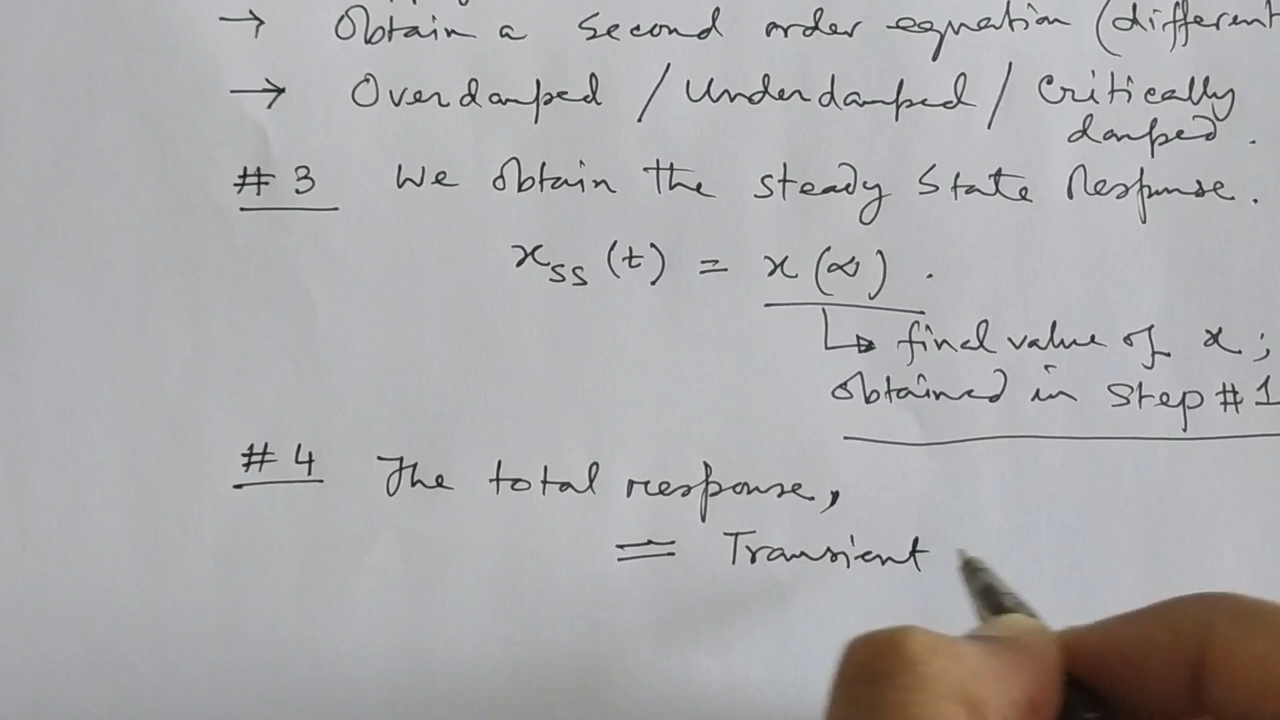 → Obtain a second order equation (different
→ Overdamped / Underdamped / Critically
damped.
# 3 We obtain the steady state Response.
x_ss (t) = x (∞) .
↳ final value of x ;
obtained in step # 1
# 4 The total response,
= Transient